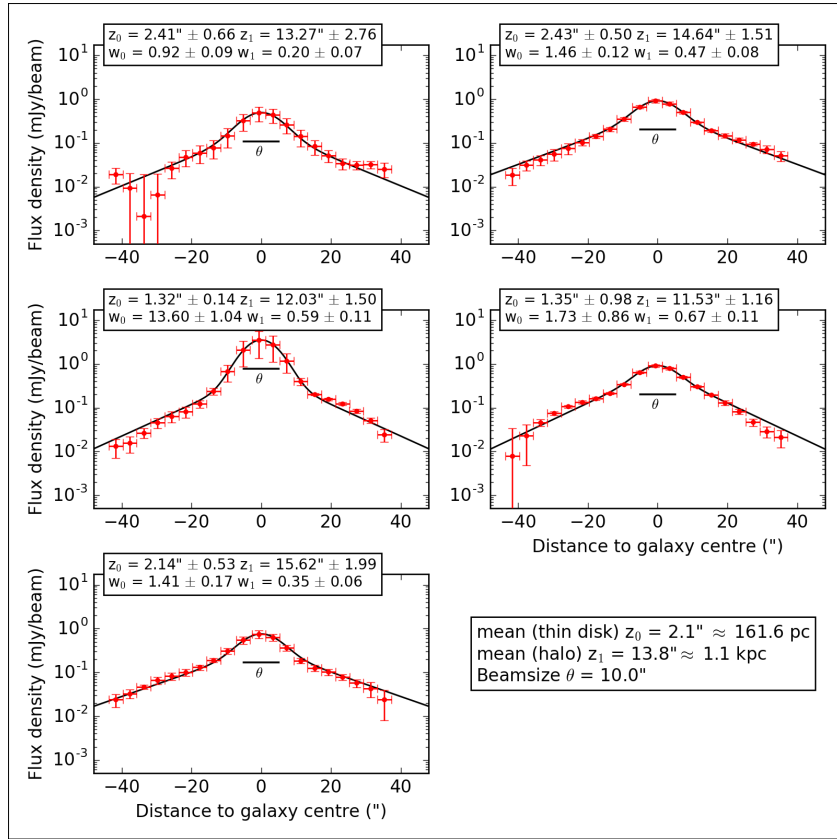 z₀ = 2.41" ± 0.66 z₁ = 13.27" ± 2.76
w₀ = 0.92 ± 0.09 w₁ = 0.20 ± 0.07
Flux density (mJy/beam)
10¹
10⁰
10⁻¹
10⁻²
10⁻³
θ
−40 −20 0 20 40
z₀ = 2.43" ± 0.50 z₁ = 14.64" ± 1.51
w₀ = 1.46 ± 0.12 w₁ = 0.47 ± 0.08
10¹
10⁰
10⁻¹
10⁻²
10⁻³
θ
−40 −20 0 20 40
z₀ = 1.32" ± 0.14 z₁ = 12.03" ± 1.50
w₀ = 13.60 ± 1.04 w₁ = 0.59 ± 0.11
Flux density (mJy/beam)
10¹
10⁰
10⁻¹
10⁻²
10⁻³
θ
−40 −20 0 20 40
z₀ = 1.35" ± 0.98 z₁ = 11.53" ± 1.16
w₀ = 1.73 ± 0.86 w₁ = 0.67 ± 0.11
10¹
10⁰
10⁻¹
10⁻²
10⁻³
θ
−40 −20 0 20 40
Distance to galaxy centre (")
z₀ = 2.14" ± 0.53 z₁ = 15.62" ± 1.99
w₀ = 1.41 ± 0.17 w₁ = 0.35 ± 0.06
Flux density (mJy/beam)
10¹
10⁰
10⁻¹
10⁻²
10⁻³
θ
−40 −20 0 20 40
Distance to galaxy centre (")
mean (thin disk) z₀ = 2.1" ≈ 161.6 pc
mean (halo) z₁ = 13.8"≈ 1.1 kpc
Beamsize θ = 10.0"